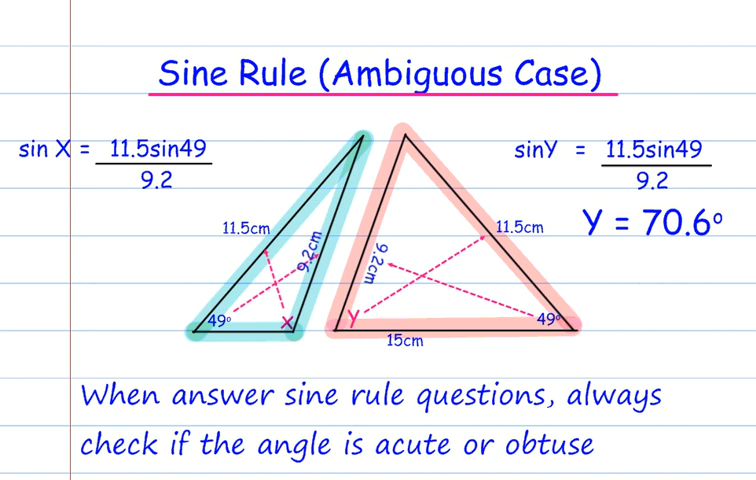 Sine Rule (Ambiguous Case)
sin X = 11.5sin49
9.2
sinY = 11.5sin49
9.2
Y = 70.6°
11.5cm
9.2cm
49°
X
11.5cm
9.2cm
Y
49°
15cm
When answer sine rule questions, always
check if the angle is acute or obtuse